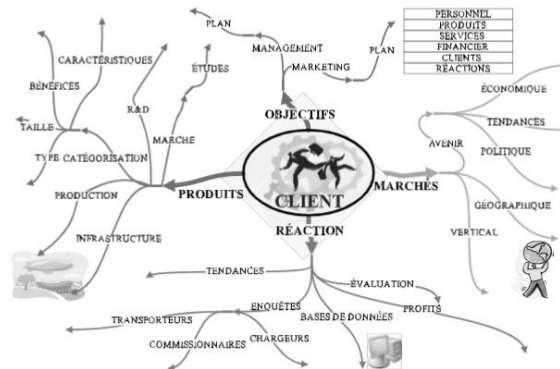 PERSONNEL
PRODUITS
SERVICES
FINANCIER
CLIENTS
RÉACTIONS
PLAN
MANAGEMENT
MARKETING
PLAN
OBJECTIFS
CARACTÉRISTIQUES
BÉNÉFICES
TAILLE
TYPE
CATÉGORISATION
R&D
ÉTUDES
MARCHE
PRODUCTION
INFRASTRUCTURE
PRODUITS
CLIENT
MARCHÉS
AVENIR
ÉCONOMIQUE
TENDANCES
POLITIQUE
GÉOGRAPHIQUE
VERTICAL
RÉACTION
TENDANCES
ENQUÊTES
TRANSPORTEURS
COMMISSIONNAIRES
CHARGEURS
BASES DE DONNÉES
ÉVALUATION
PROFITS